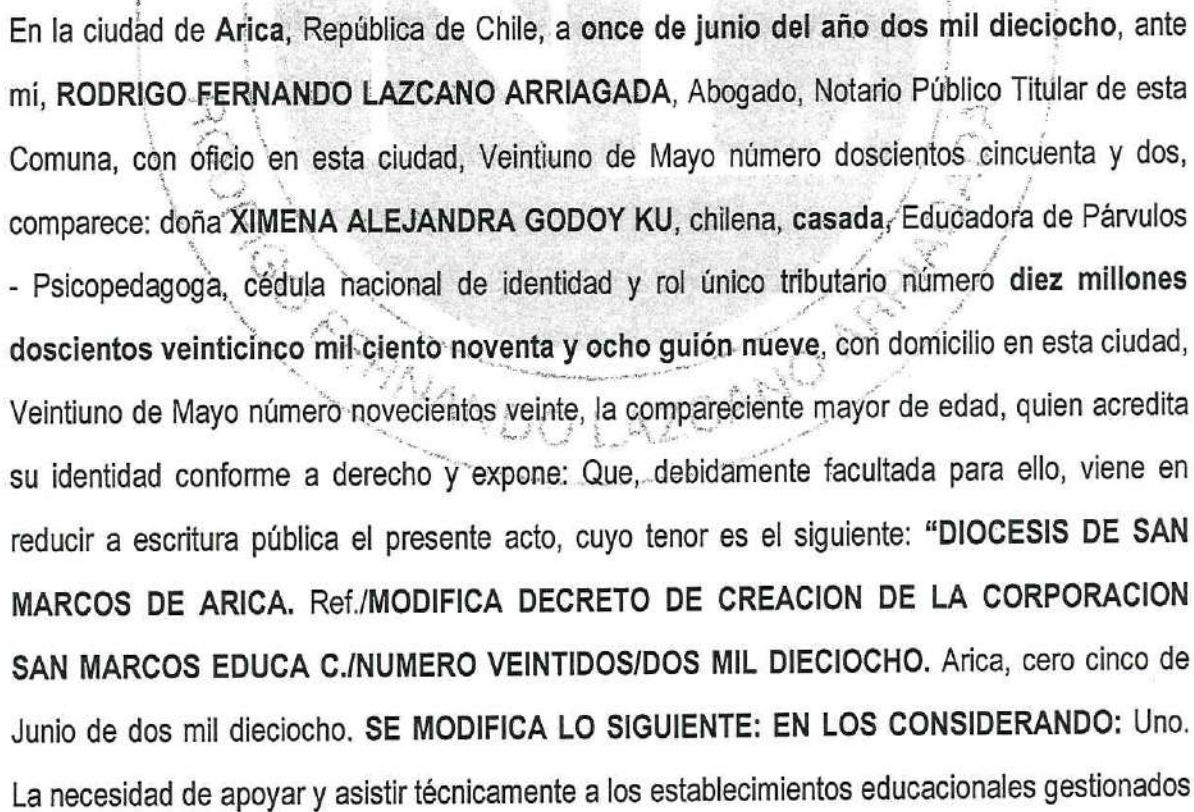 En la ciudad de Arica, República de Chile, a once de junio del año dos mil dieciocho, ante
mí, RODRIGO FERNANDO LAZCANO ARRIAGADA, Abogado, Notario Público Titular de esta
Comuna, con oficio en esta ciudad, Veintiuno de Mayo número doscientos cincuenta y dos,
comparece: doña XIMENA ALEJANDRA GODOY KU, chilena, casada, Educadora de Párvulos
- Psicopedagoga, cédula nacional de identidad y rol único tributario número diez millones
doscientos veinticinco mil ciento noventa y ocho guión nueve, con domicilio en esta ciudad,
Veintiuno de Mayo número novecientos veinte, la compareciente mayor de edad, quien acredita
su identidad conforme a derecho y expone: Que, debidamente facultada para ello, viene en
reducir a escritura pública el presente acto, cuyo tenor es el siguiente: “DIOCESIS DE SAN
MARCOS DE ARICA. Ref./MODIFICA DECRETO DE CREACION DE LA CORPORACION
SAN MARCOS EDUCA C./NUMERO VEINTIDOS/DOS MIL DIECIOCHO. Arica, cero cinco de
Junio de dos mil dieciocho. SE MODIFICA LO SIGUIENTE: EN LOS CONSIDERANDO: Uno.
La necesidad de apoyar y asistir técnicamente a los establecimientos educacionales gestionados
RODRIGO FERNANDO LAZCANO ARRIAGADA